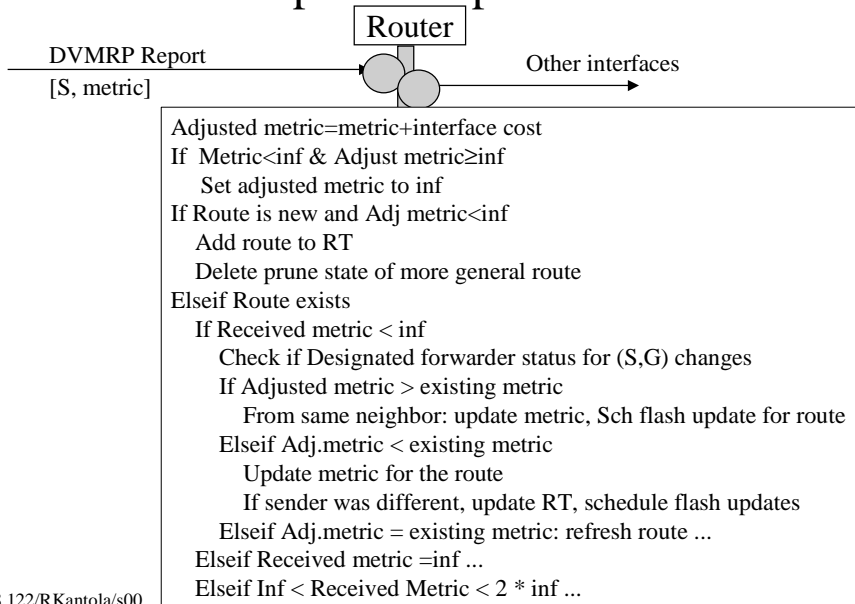 Router
DVMRP Report
Other interfaces
[S, metric]
Adjusted metric=metric+interface cost
If Metric<inf & Adjust metric≥inf
Set adjusted metric to inf
If Route is new and Adj metric<inf
Add route to RT
Delete prune state of more general route
Elseif Route exists
If Received metric < inf
Check if Designated forwarder status for (S,G) changes
If Adjusted metric > existing metric
From same neighbor: update metric, Sch flash update for route
Elseif Adj.metric < existing metric
Update metric for the route
If sender was different, update RT, schedule flash updates
Elseif Adj.metric = existing metric: refresh route ...
Elseif Received metric =inf ...
Elseif Inf < Received Metric < 2 * inf ...
122/RKantola/s00